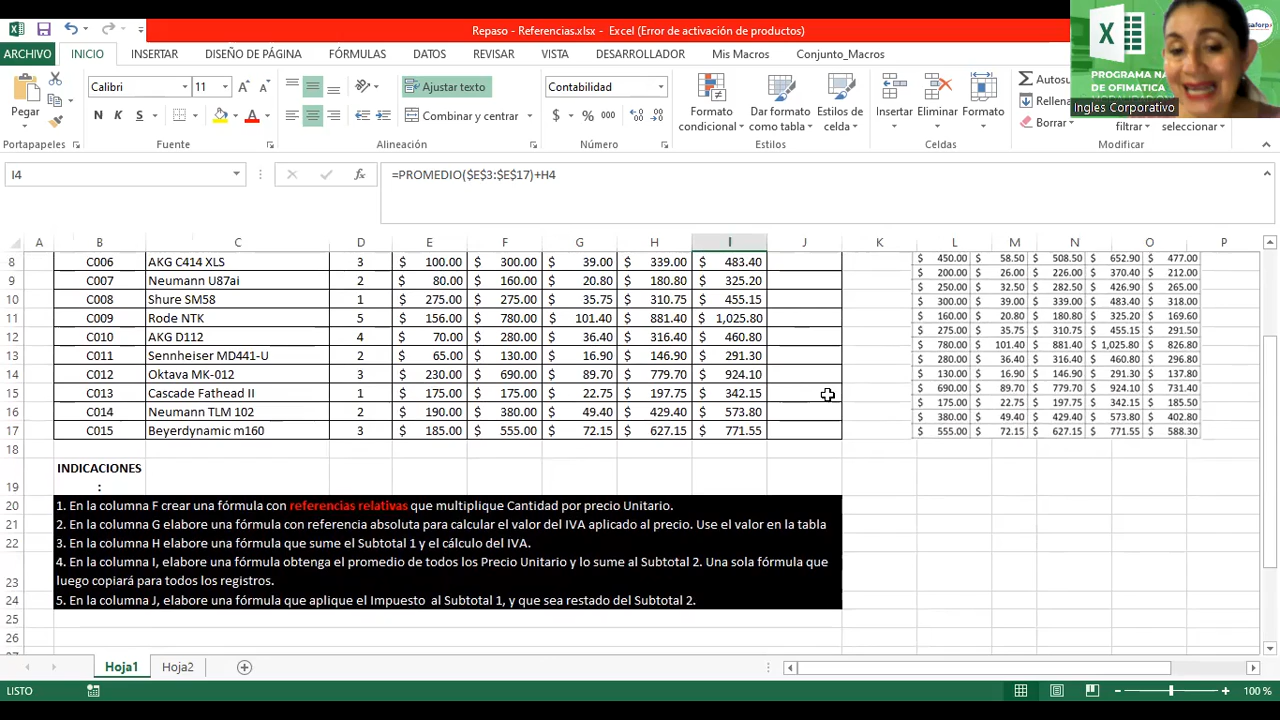 Repaso - Referencias.xlsx - Excel (Error de activación de productos)
ARCHIVO INICIO INSERTAR DISEÑO DE PÁGINA FÓRMULAS DATOS REVISAR VISTA DESARROLLADOR Mis Macros Conjunto_Macros
Pegar
Calibri 11
N K S
Ajustar texto
Combinar y centrar
Contabilidad
$ % 000
Formato condicional
Dar formato como tabla
Estilos de celda
Insertar
Eliminar
Formato
Autosu
Rellena
Borrar
filtrar
seleccionar
PROGRAMA NA
DE OFIMÁTICA
Ingles Corporativo
Portapapeles Fuente Alineación Número Estilos Celdas Modificar
I4 fx =PROMEDIO($E$3:$E$17)+H4
A B C D E F G H I J K L M N O P
8 C006 AKG C414 XLS 3 $ 100.00 $ 300.00 $ 39.00 $ 339.00 $ 483.40 $ 450.00 $ 58.50 $ 508.50 $ 652.90 $ 477.00
$ 200.00 $ 26.00 $ 226.00 $ 370.40 $ 212.00
9 C007 Neumann U87ai 2 $ 80.00 $ 160.00 $ 20.80 $ 180.80 $ 325.20 $ 250.00 $ 32.50 $ 282.50 $ 426.90 $ 265.00
10 C008 Shure SM58 1 $ 275.00 $ 275.00 $ 35.75 $ 310.75 $ 455.15 $ 300.00 $ 39.00 $ 339.00 $ 483.40 $ 318.00
11 C009 Rode NTK 5 $ 156.00 $ 780.00 $ 101.40 $ 881.40 $ 1,025.80 $ 160.00 $ 20.80 $ 180.80 $ 325.20 $ 169.60
$ 275.00 $ 35.75 $ 310.75 $ 455.15 $ 291.50
12 C010 AKG D112 4 $ 70.00 $ 280.00 $ 36.40 $ 316.40 $ 460.80 $ 780.00 $ 101.40 $ 881.40 $ 1,025.80 $ 826.80
13 C011 Sennheiser MD441-U 2 $ 65.00 $ 130.00 $ 16.90 $ 146.90 $ 291.30 $ 280.00 $ 36.40 $ 316.40 $ 460.80 $ 296.80
14 C012 Oktava MK-012 3 $ 230.00 $ 690.00 $ 89.70 $ 779.70 $ 924.10 $ 130.00 $ 16.90 $ 146.90 $ 291.30 $ 137.80
$ 690.00 $ 89.70 $ 779.70 $ 924.10 $ 731.40
15 C013 Cascade Fathead II 1 $ 175.00 $ 175.00 $ 22.75 $ 197.75 $ 342.15 $ 175.00 $ 22.75 $ 197.75 $ 342.15 $ 185.50
16 C014 Neumann TLM 102 2 $ 190.00 $ 380.00 $ 49.40 $ 429.40 $ 573.80 $ 380.00 $ 49.40 $ 429.40 $ 573.80 $ 402.80
17 C015 Beyerdynamic m160 3 $ 185.00 $ 555.00 $ 72.15 $ 627.15 $ 771.55 $ 555.00 $ 72.15 $ 627.15 $ 771.55 $ 588.30
18
19 INDICACIONES
:
20 1. En la columna F crear una fórmula con referencias relativas que multiplique Cantidad por precio Unitario.
21 2. En la columna G elabore una fórmula con referencia absoluta para calcular el valor del IVA aplicado al precio. Use el valor en la tabla
22 3. En la columna H elabore una fórmula que sume el Subtotal 1 y el cálculo del IVA.
4. En la columna I, elabore una fórmula obtenga el promedio de todos los Precio Unitario y lo sume al Subtotal 2. Una sola fórmula que
23 luego copiará para todos los registros.
24 5. En la columna J, elabore una fórmula que aplique el Impuesto al Subtotal 1, y que sea restado del Subtotal 2.
25
26
Hoja1 Hoja2
LISTO 100 %